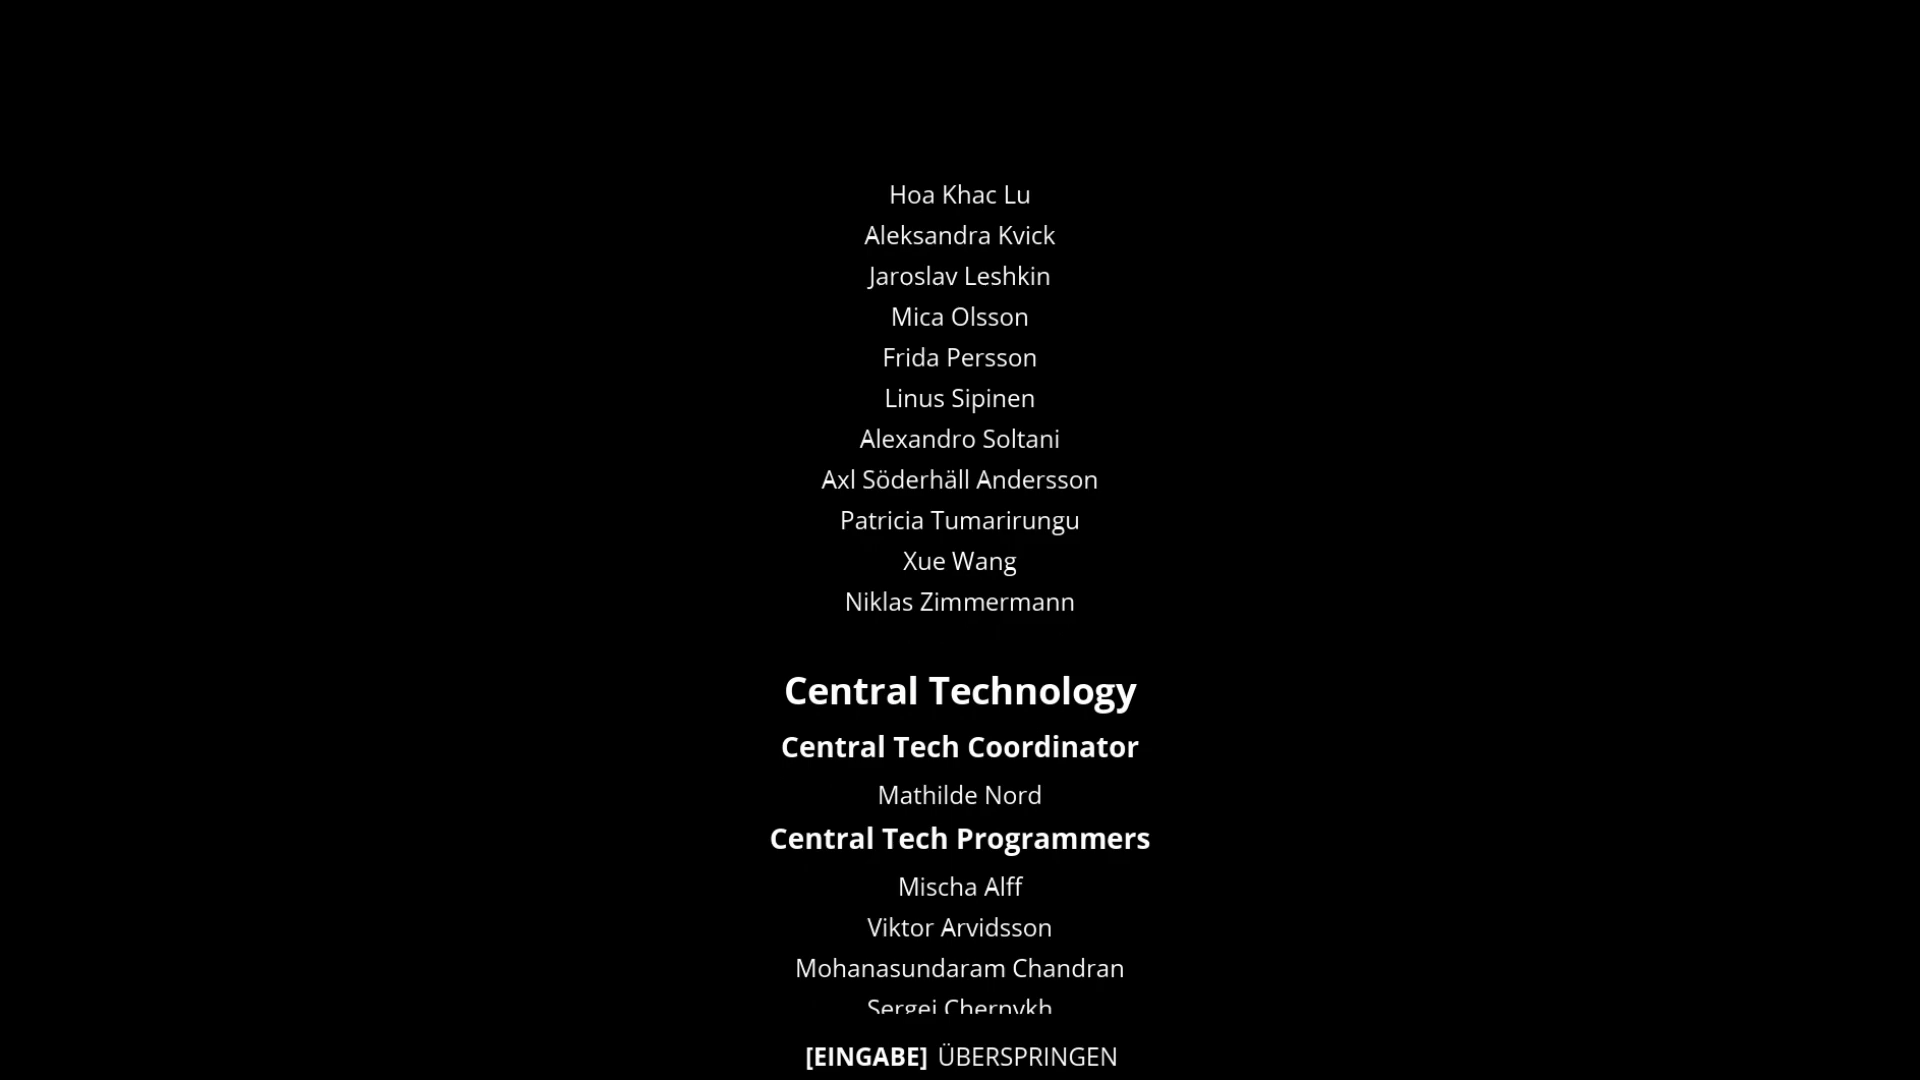 Hoa Khac Lu
Aleksandra Kvick
Jaroslav Leshkin
Mica Olsson
Frida Persson
Linus Sipinen
Alexandro Soltani
Axl Söderhäll Andersson
Patricia Tumarirungu
Xue Wang
Niklas Zimmermann
Central Technology
Central Tech Coordinator
Mathilde Nord
Central Tech Programmers
Mischa Alff
Viktor Arvidsson
Mohanasundaram Chandran
Sergei Chernykh
[EINGABE] ÜBERSPRINGEN